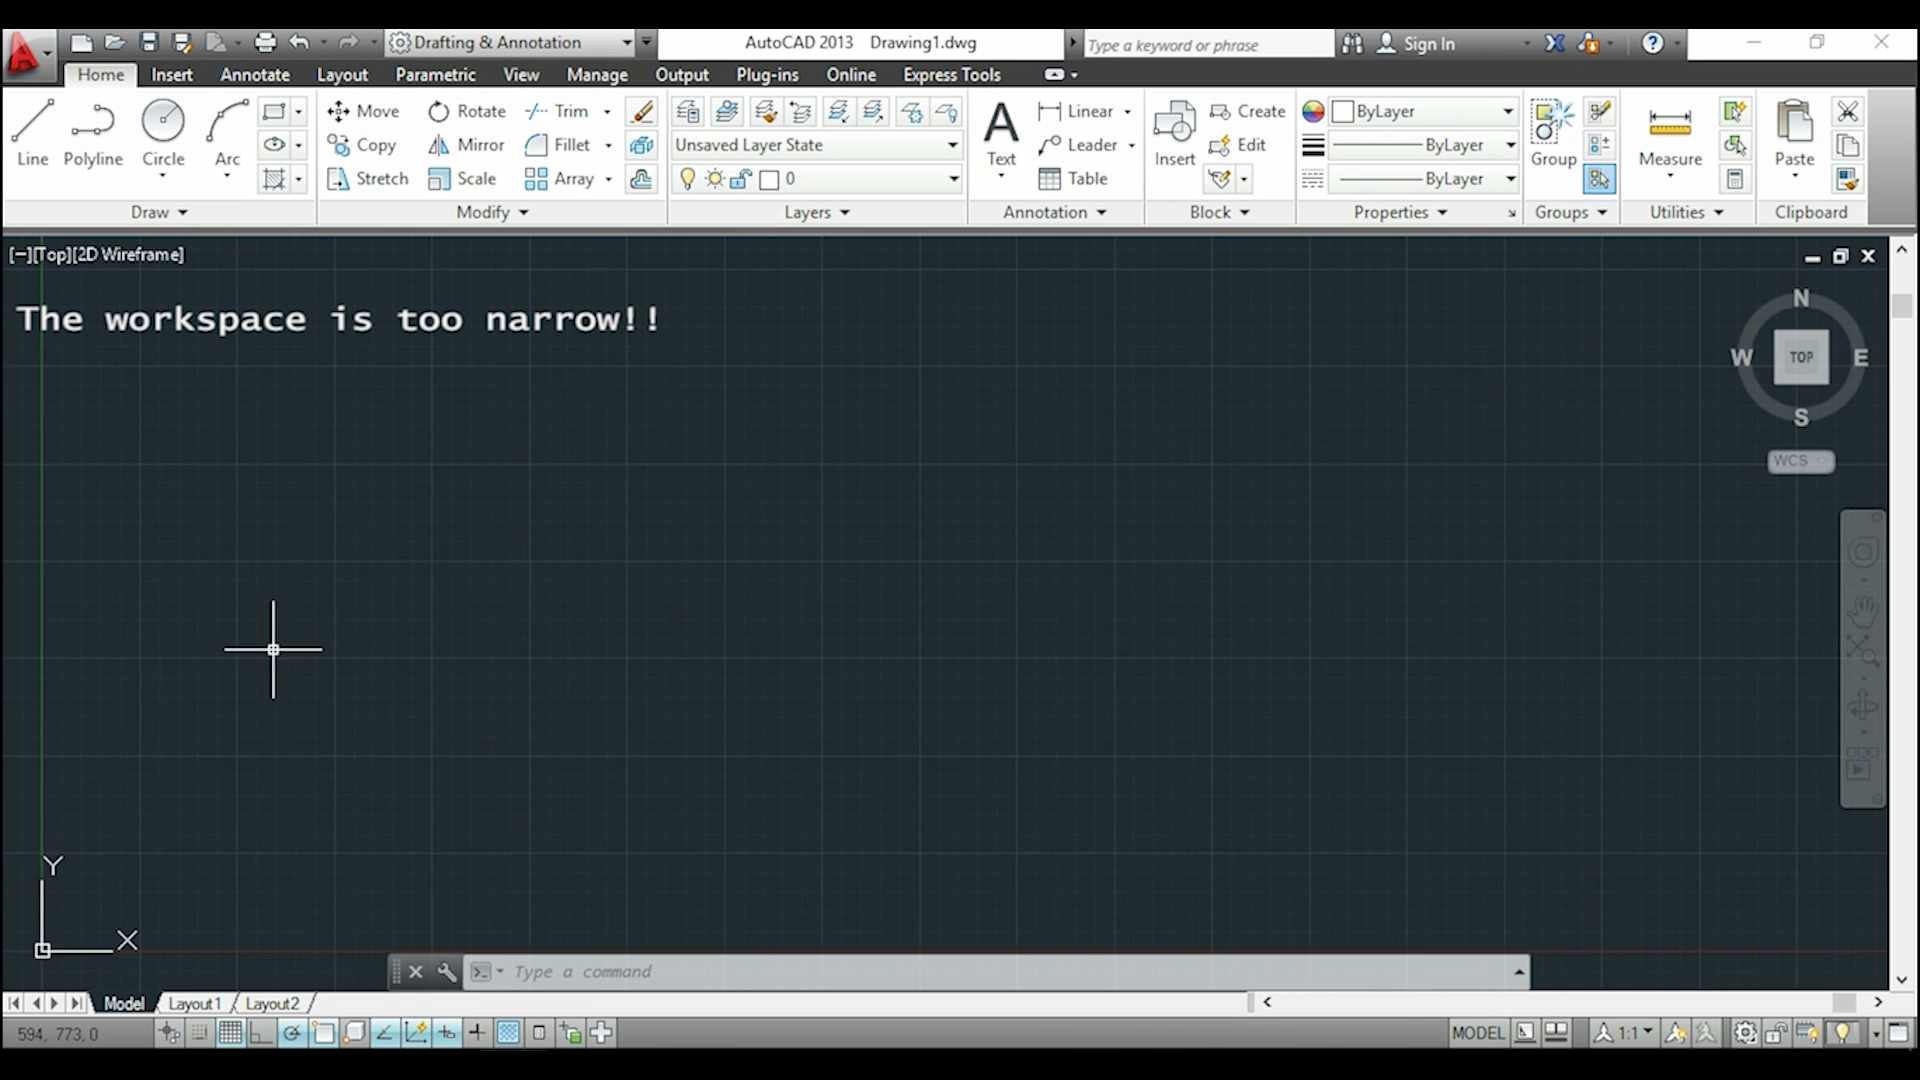 Drafting & Annotation
AutoCAD 2013 Drawing1.dwg
Type a keyword or phrase
Sign In
Home Insert Annotate Layout Parametric View Manage Output Plug-ins Online Express Tools
Move Rotate Trim Linear Create ByLayer
Copy Mirror Fillet Unsaved Layer State Leader Edit ByLayer
Line Polyline Circle Arc Text Insert Group Measure Paste
Stretch Scale Array 0 Table ByLayer
Draw Modify Layers Annotation Block Properties Groups Utilities Clipboard
[−][Top][2D Wireframe]
The workspace is too narrow!!
N
W TOP E
S
WCS
Y
X
Type a command
Model Layout1 Layout2
594, 773, 0
MODEL 1:1